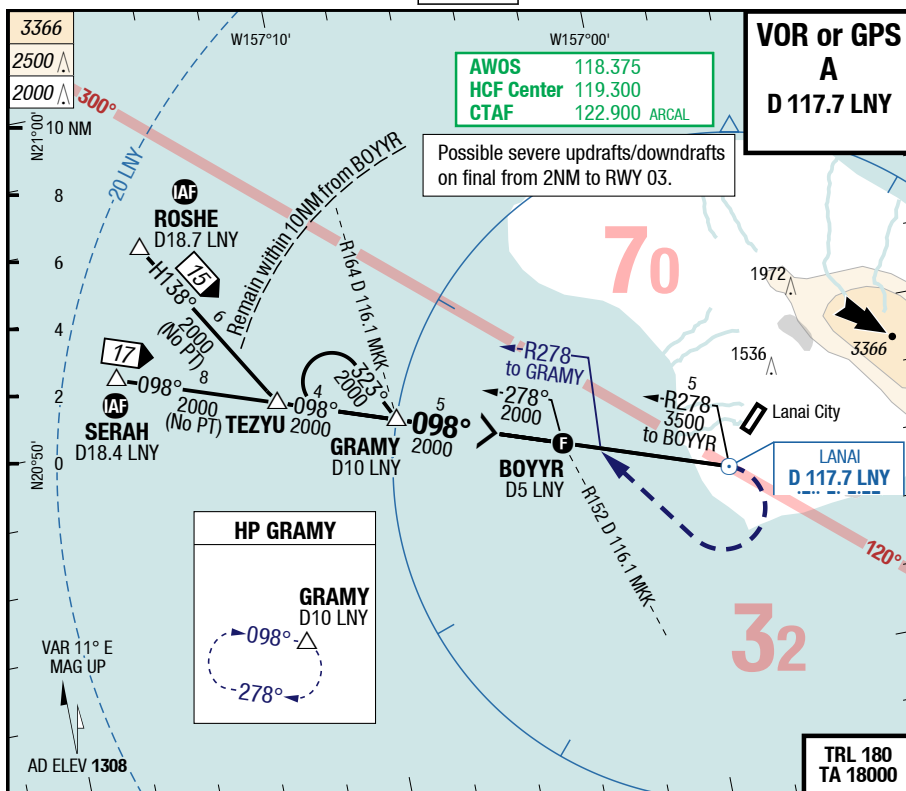 3366
2500
2000
W157°10'
W157°00'
VOR or GPS
A
D 117.7 LNY
AWOS 118.375
HCF Center 119.300
CTAF 122.900 ARCAL
Possible severe updrafts/downdrafts
on final from 2NM to RWY 03.
300°
N21°00'
10 NM
8
6
4
2
0
N20°50'
20 LNY
IAF
ROSHE
D18.7 LNY
15
H138°
6
2000
(No PT)
Remain within 10NM from BOYYR
R164 D 116.1 MKK
17
098°
8
2000
(No PT)
IAF
SERAH
D18.4 LNY
TEZYU
4
098°
2000
323°
2000
GRAMY
D10 LNY
5
098°
2000
278°
2000
R278
to GRAMY
F
BOYYR
D5 LNY
R152 D 116.1 MKK
5
R278
3500
to BOYYR
70
32
1972
1536
3366
Lanai City
LANAI
D 117.7 LNY
120°
HP GRAMY
GRAMY
D10 LNY
098°
278°
VAR 11° E
MAG UP
AD ELEV 1308
TRL 180
TA 18000